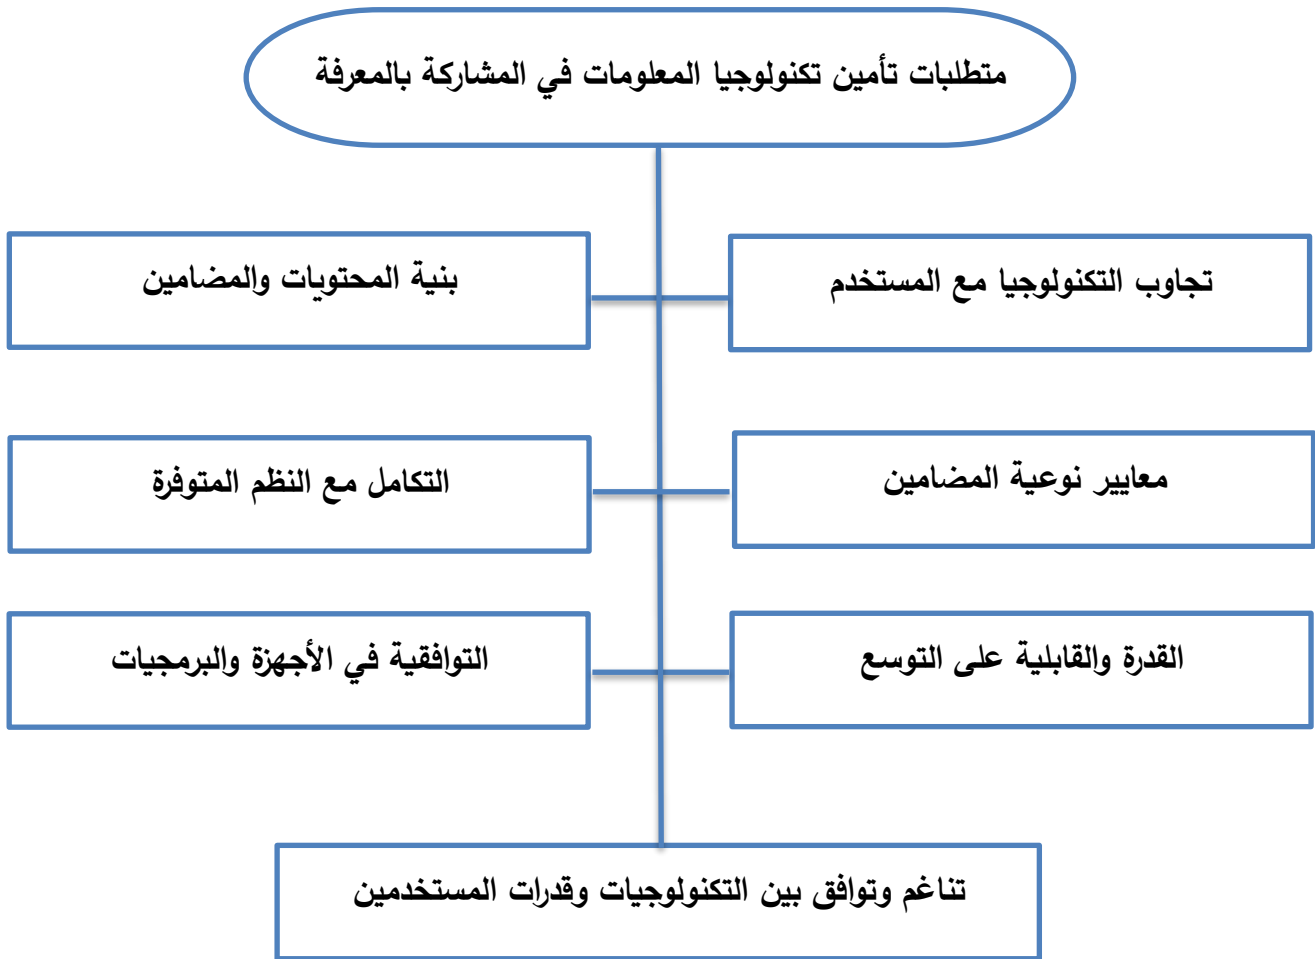 متطلبات تأمين تكنولوجيا المعلومات في المشاركة بالمعرفة
تجاوب التكنولوجيا مع المستخدم
بنية المحتويات والمضامين
معايير نوعية المضامين
التكامل مع النظم المتوفرة
القدرة والقابلية على التوسع
التوافقية في الأجهزة والبرمجيات
تناغم وتوافق بين التكنولوجيات وقدرات المستخدمين